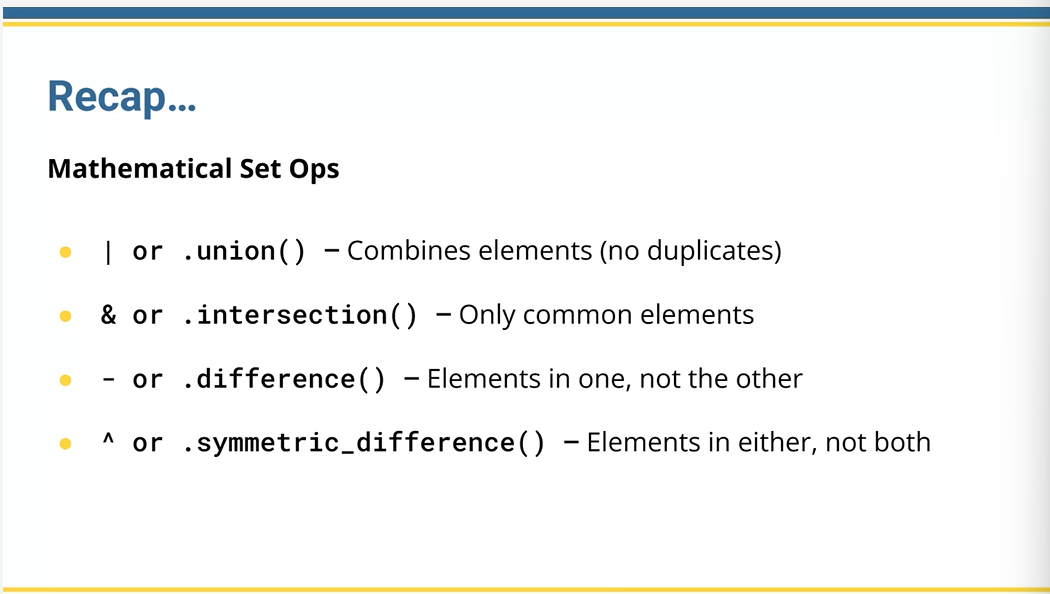 Recap...
Mathematical Set Ops
● | or .union() – Combines elements (no duplicates)
● & or .intersection() – Only common elements
● - or .difference() – Elements in one, not the other
● ^ or .symmetric_difference() – Elements in either, not both